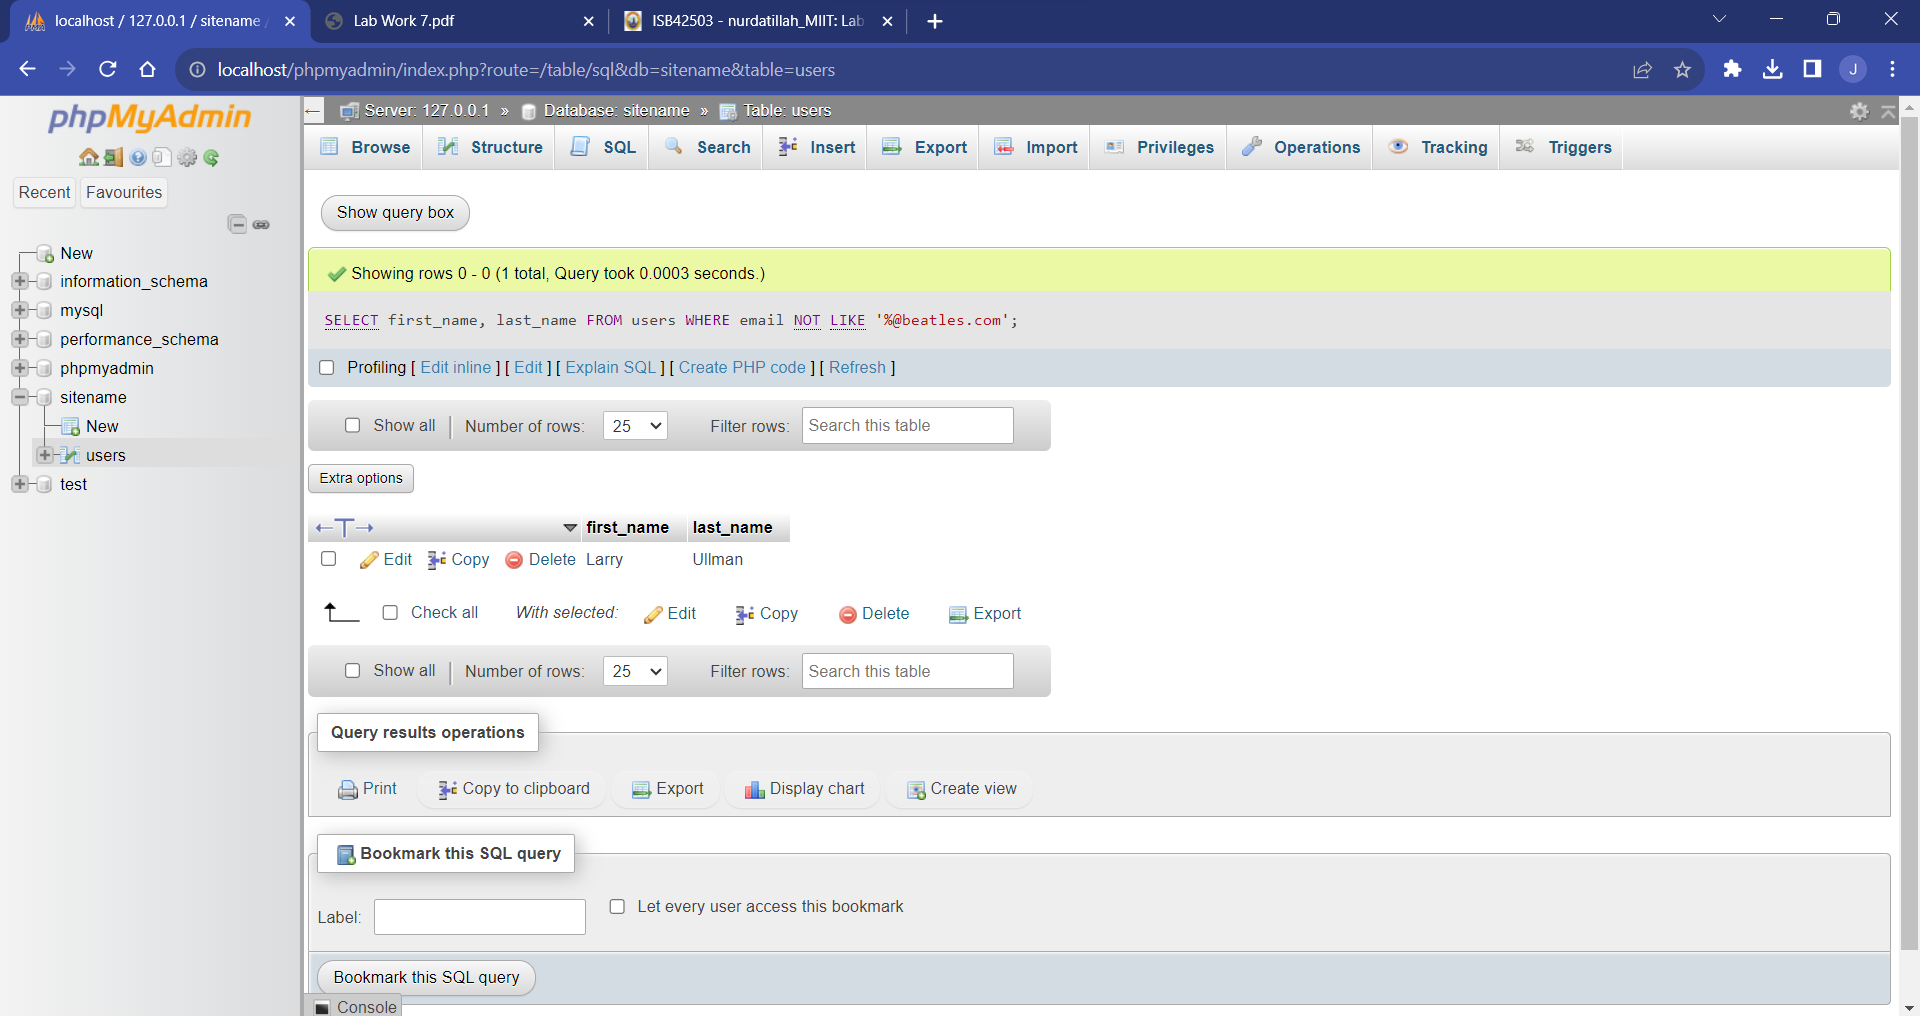 localhost / 127.0.0.1 / sitename /
Lab Work 7.pdf
ISB42503 - nurdatillah_MIIT: Lab
localhost/phpmyadmin/index.php?route=/table/sql&db=sitename&table=users
J
phpMyAdmin
Recent
Favourites
New
information_schema
mysql
performance_schema
phpmyadmin
sitename
New
users
test
Server: 127.0.0.1 » Database: sitename » Table: users
Browse
Structure
SQL
Search
Insert
Export
Import
Privileges
Operations
Tracking
Triggers
Show query box
Showing rows 0 - 0 (1 total, Query took 0.0003 seconds.)
SELECT first_name, last_name FROM users WHERE email NOT LIKE '%@beatles.com';
Profiling [ Edit inline ] [ Edit ] [ Explain SQL ] [ Create PHP code ] [ Refresh ]
Show all
Number of rows:
25
Filter rows:
Search this table
Extra options
←T→
first_name
last_name
Edit
Copy
Delete
Larry
Ullman
Check all
With selected:
Edit
Copy
Delete
Export
Show all
Number of rows:
25
Filter rows:
Search this table
Query results operations
Print
Copy to clipboard
Export
Display chart
Create view
Bookmark this SQL query
Label:
Let every user access this bookmark
Bookmark this SQL query
Console